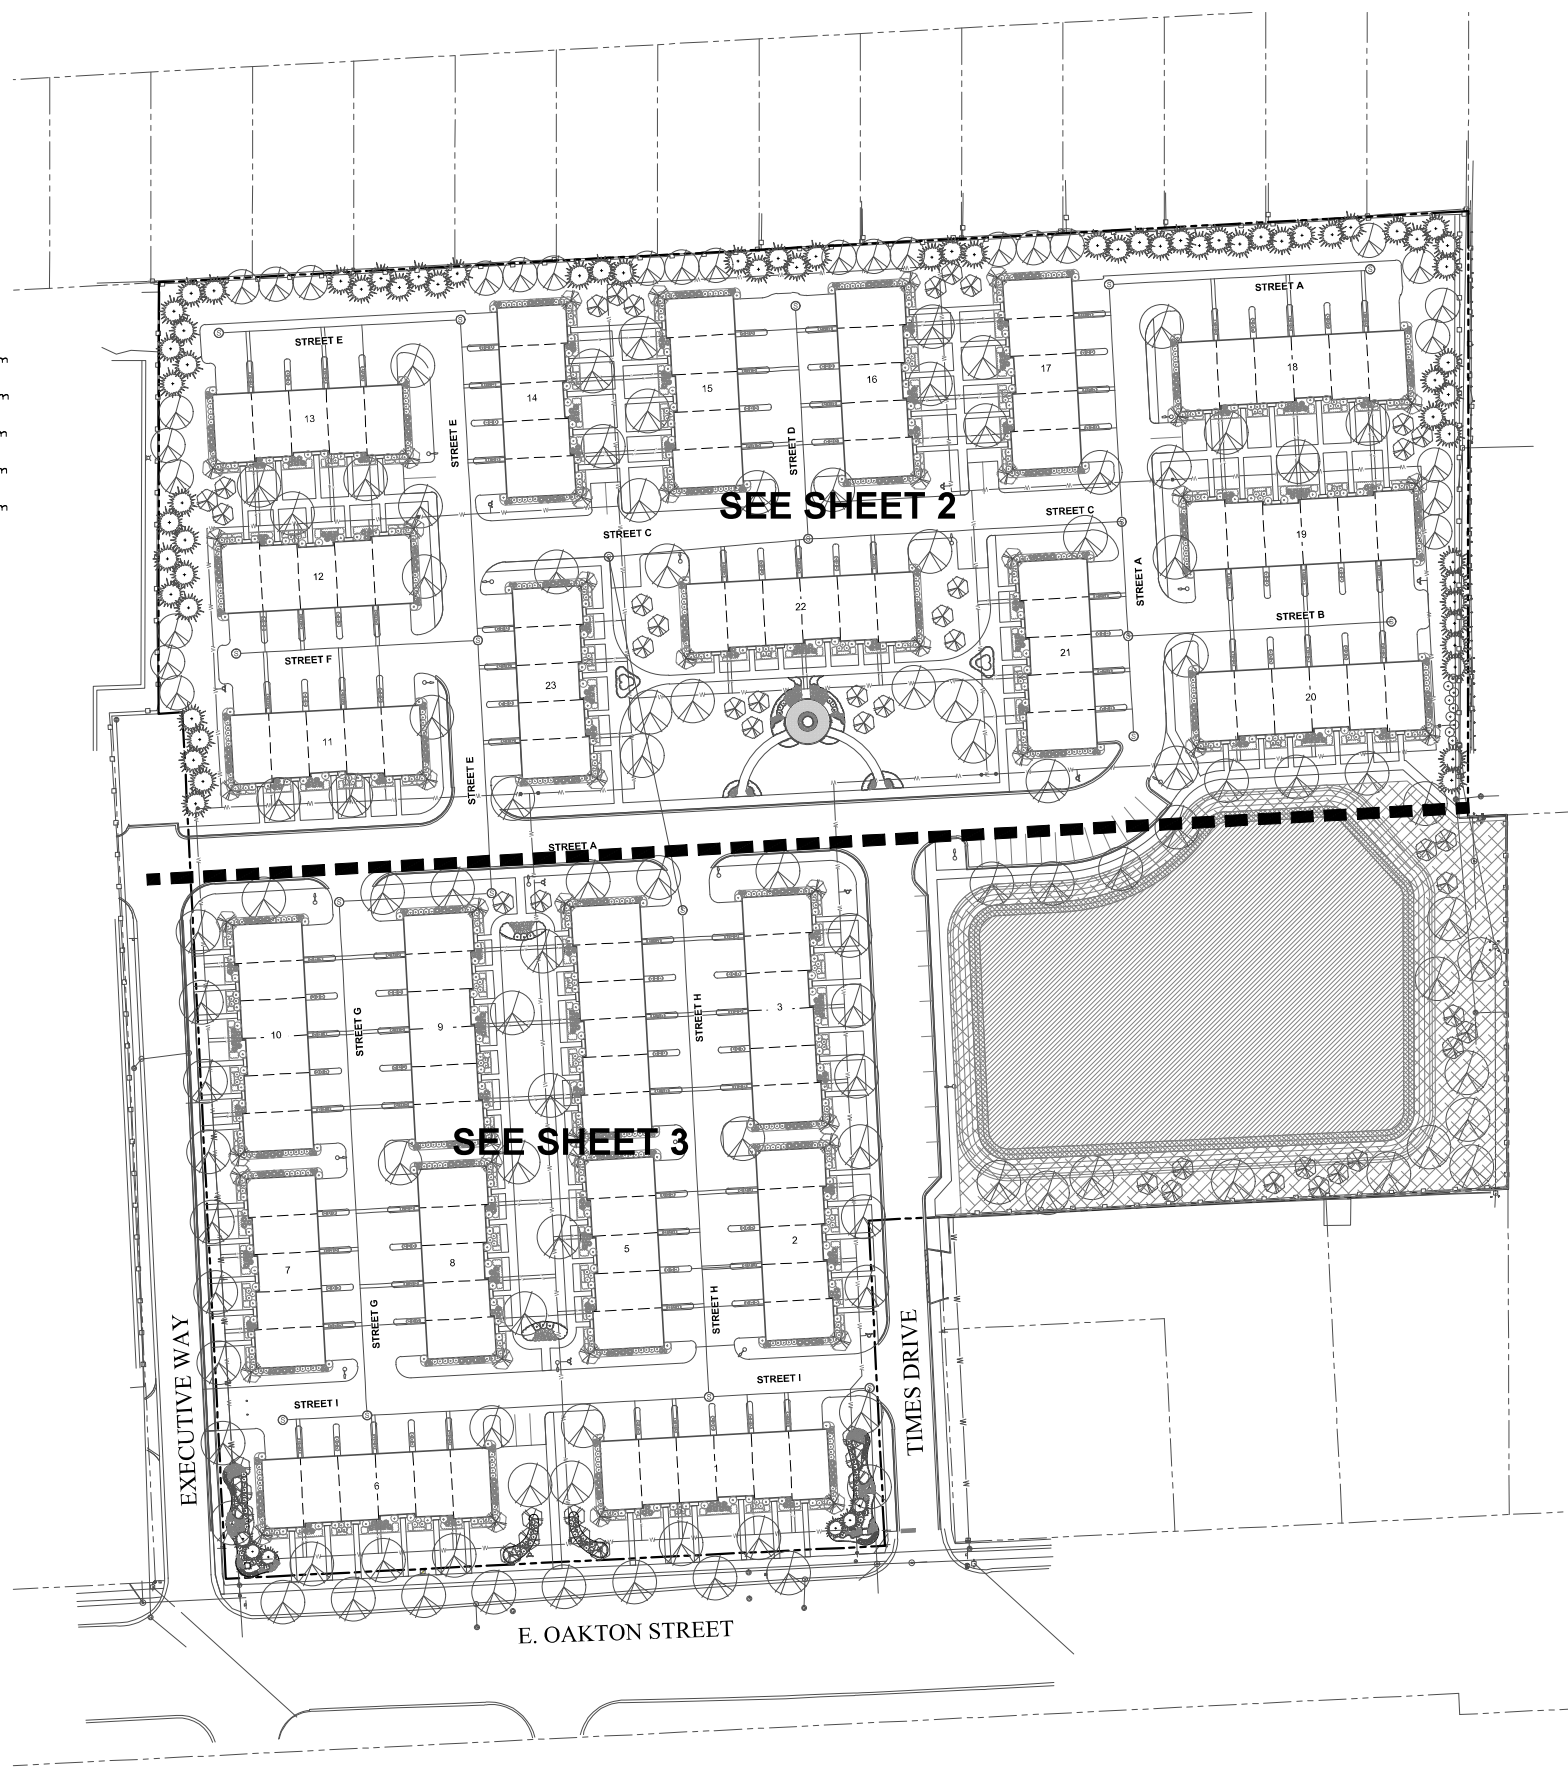 STREET A
STREET E
17
18
16
15
14
13
STREET E
STREET D
SEE SHEET 2
STREET C
STREET C
19
12
STREET A
22
STREET B
21
STREET F
23
20
11
STREET E
STREET A
3
10
9
STREET G
STREET H
SEE SHEET 3
2
5
8
7
STREET H
STREET G
TIMES DRIVE
EXECUTIVE WAY
STREET I
STREET I
1
6
E. OAKTON STREET